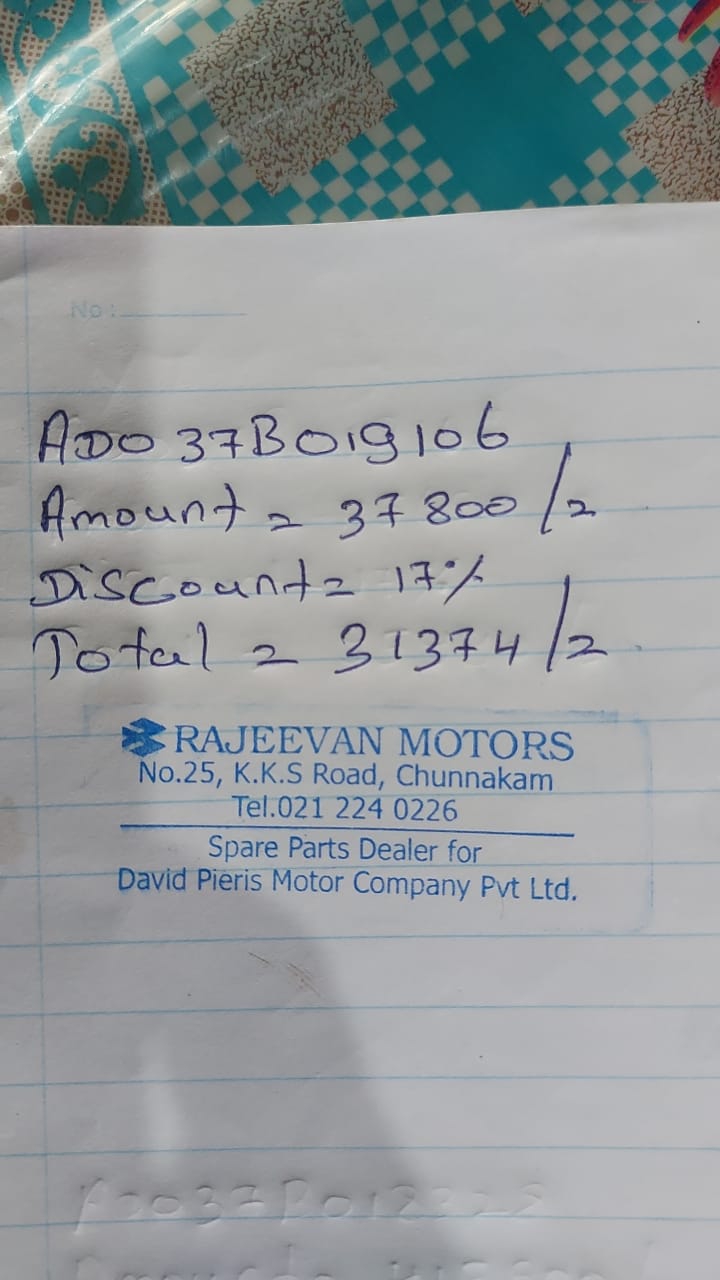 No:
ADO 37B019106
Amount = 37800/=
Discount = 17%
Total = 31374/=
RAJEEVAN MOTORS
No.25, K.K.S Road, Chunnakam
Tel.021 224 0226
Spare Parts Dealer for
David Pieris Motor Company Pvt Ltd.